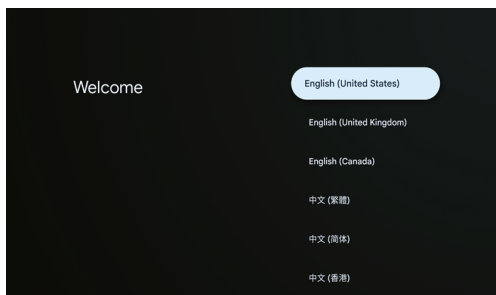 Welcome
English (United States)
English (United Kingdom)
English (Canada)
中文 (繁體)
中文 (简体)
中文 (香港)